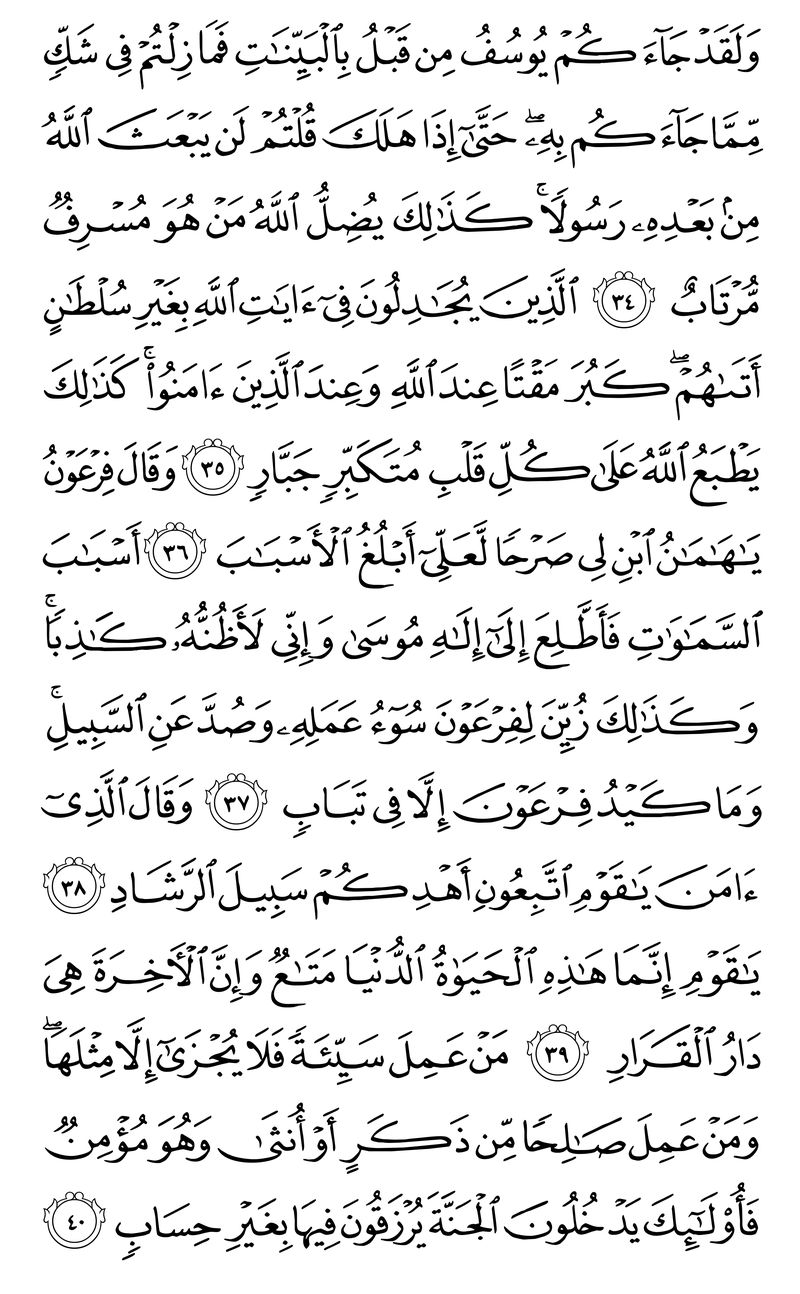 وَلَقَدۡ جَآءَكُمۡ يُوسُفُ مِن قَبۡلُ بِٱلۡبَيِّنَٰتِ فَمَا زِلۡتُمۡ فِي شَكّٖ
مِّمَّا جَآءَكُم بِهِۦۖ حَتَّىٰٓ إِذَا هَلَكَ قُلۡتُمۡ لَن يَبۡعَثَ ٱللَّهُ
مِنۢ بَعۡدِهِۦ رَسُولٗاۚ كَذَٰلِكَ يُضِلُّ ٱللَّهُ مَنۡ هُوَ مُسۡرِفٞ
مُّرۡتَابٌ ٣٤ ٱلَّذِينَ يُجَٰدِلُونَ فِيٓ ءَايَٰتِ ٱللَّهِ بِغَيۡرِ سُلۡطَٰنٍ
أَتَىٰهُمۡۖ كَبُرَ مَقۡتًا عِندَ ٱللَّهِ وَعِندَ ٱلَّذِينَ ءَامَنُواْۚ كَذَٰلِكَ
يَطۡبَعُ ٱللَّهُ عَلَىٰ كُلِّ قَلۡبِ مُتَكَبِّرٖ جَبَّارٖ ٣٥ وَقَالَ فِرۡعَوۡنُ
يَٰهَٰمَٰنُ ٱبۡنِ لِي صَرۡحٗا لَّعَلِّيٓ أَبۡلُغُ ٱلۡأَسۡبَٰبَ ٣٦ أَسۡبَٰبَ
ٱلسَّمَٰوَٰتِ فَأَطَّلِعَ إِلَىٰٓ إِلَٰهِ مُوسَىٰ وَإِنِّي لَأَظُنُّهُۥ كَٰذِبٗاۚ
وَكَذَٰلِكَ زُيِّنَ لِفِرۡعَوۡنَ سُوٓءُ عَمَلِهِۦ وَصُدَّ عَنِ ٱلسَّبِيلِۚ
وَمَا كَيۡدُ فِرۡعَوۡنَ إِلَّا فِي تَبَابٖ ٣٧ وَقَالَ ٱلَّذِيٓ
ءَامَنَ يَٰقَوۡمِ ٱتَّبِعُونِ أَهۡدِكُمۡ سَبِيلَ ٱلرَّشَادِ ٣٨
يَٰقَوۡمِ إِنَّمَا هَٰذِهِ ٱلۡحَيَوٰةُ ٱلدُّنۡيَا مَتَٰعٞ وَإِنَّ ٱلۡأٓخِرَةَ هِيَ
دَارُ ٱلۡقَرَارِ ٣٩ مَنۡ عَمِلَ سَيِّئَةٗ فَلَا يُجۡزَىٰٓ إِلَّا مِثۡلَهَاۖ
وَمَنۡ عَمِلَ صَٰلِحٗا مِّن ذَكَرٍ أَوۡ أُنثَىٰ وَهُوَ مُؤۡمِنٞ
فَأُوْلَٰٓئِكَ يَدۡخُلُونَ ٱلۡجَنَّةَ يُرۡزَقُونَ فِيهَا بِغَيۡرِ حِسَابٖ ٤٠